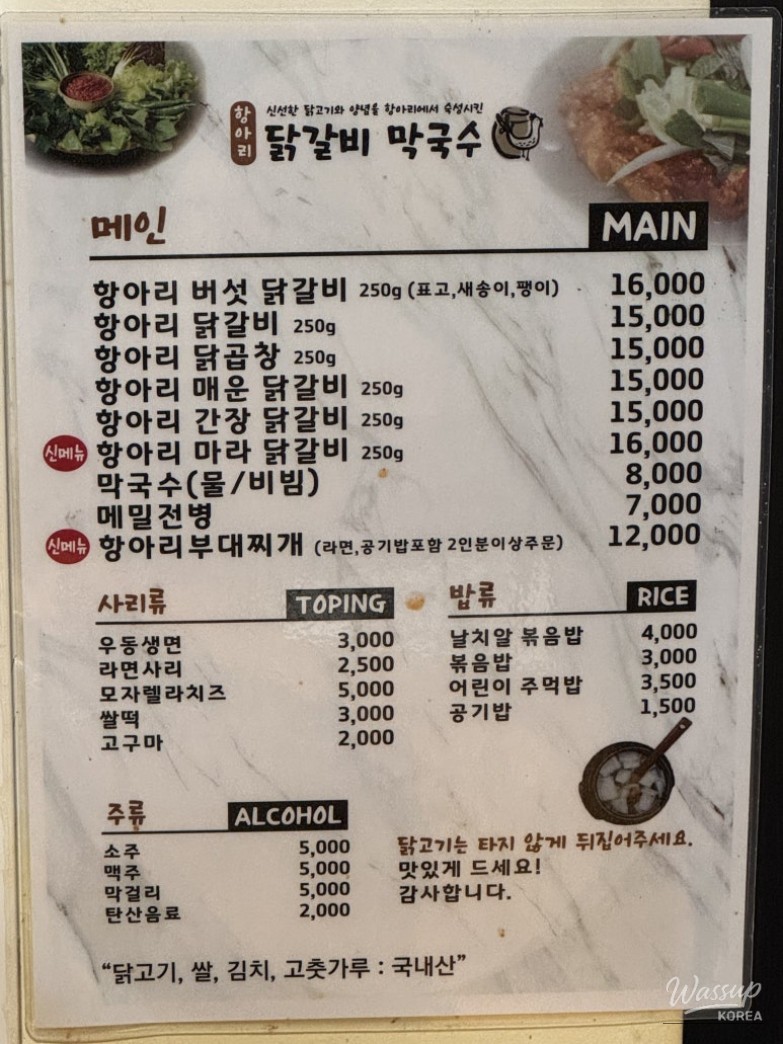 항아리
신선한 닭고기와 양념을 항아리에서 숙성시킨
닭갈비 막국수
메인 MAIN
항아리 버섯 닭갈비 250g (표고,새송이,팽이) 16,000
항아리 닭갈비 250g 15,000
항아리 닭곱창 250g 15,000
항아리 매운 닭갈비 250g 15,000
항아리 간장 닭갈비 250g 15,000
신메뉴 항아리 마라 닭갈비 250g 16,000
막국수(물/비빔) 8,000
메밀전병 7,000
신메뉴 항아리부대찌개 (라면,공기밥포함 2인분이상주문) 12,000
사리류 TOPING
우동생면 3,000
라면사리 2,500
모자렐라치즈 5,000
쌀떡 3,000
고구마 2,000
밥류 RICE
날치알 볶음밥 4,000
볶음밥 3,000
어린이 주먹밥 3,500
공기밥 1,500
주류 ALCOHOL
소주 5,000
맥주 5,000
막걸리 5,000
탄산음료 2,000
닭고기는 타지 않게 뒤집어주세요.
맛있게 드세요!
감사합니다.
“닭고기, 쌀, 김치, 고춧가루 : 국내산”
Wassup
KOREA